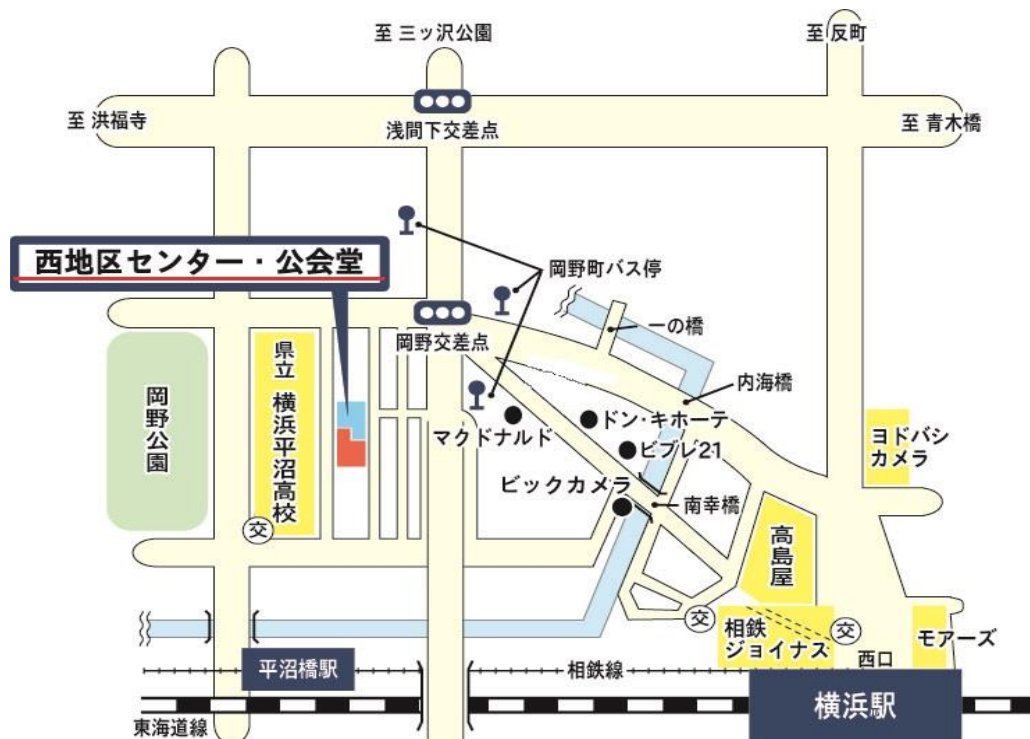 至 三ッ沢公園
至 反町
至 洪福寺
浅間下交差点
至 青木橋
西地区センター・公会堂
岡野町バス停
一の橋
岡野交差点
内海橋
岡野公園
県立 横浜平沼高校
マクドナルド
ドン・キホーテ
ビブレ21
ヨドバシ
カメラ
ビックカメラ
南幸橋
交
高島屋
交
相鉄
ジョイナス
交
モアーズ
西口
平沼橋駅
相鉄線
横浜駅
東海道線